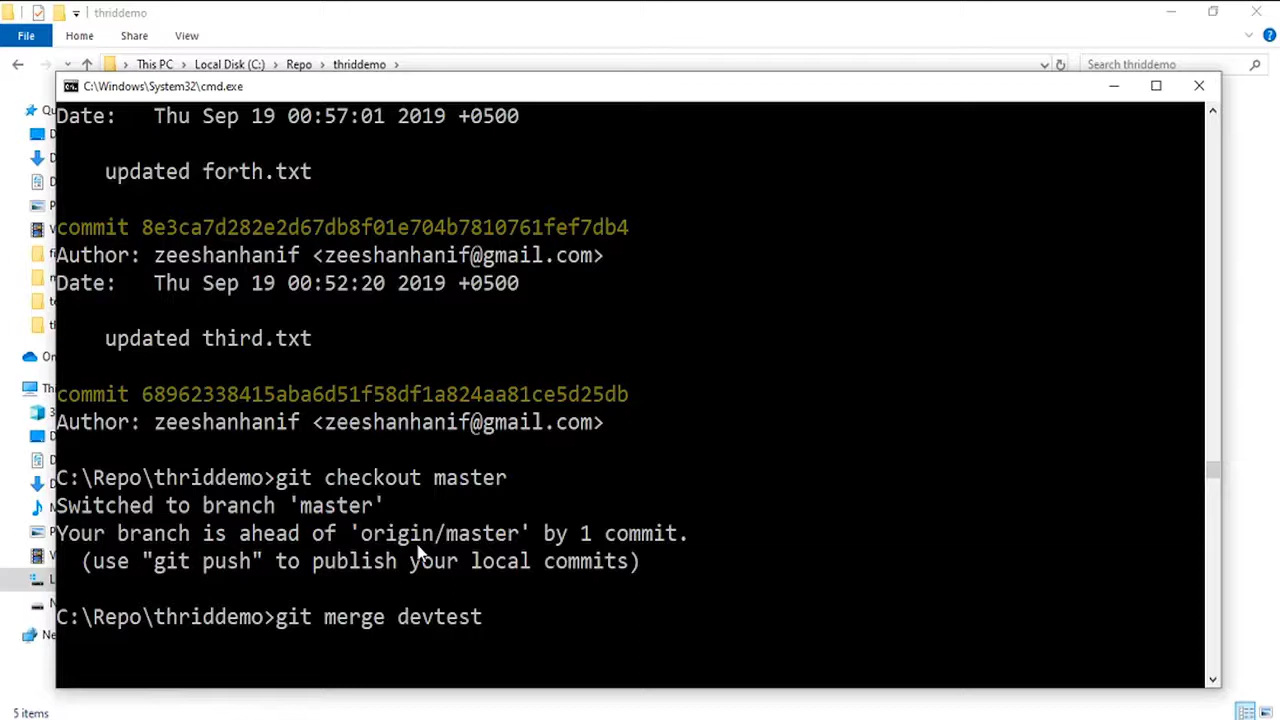 thriddemo
File Home Share View
This PC Local Disk (C:) Repo thriddemo
Search thriddemo
C:\Windows\System32\cmd.exe
Date:   Thu Sep 19 00:57:01 2019 +0500
updated forth.txt
commit 8e3ca7d282e2d67db8f01e704b7810761fef7db4
Author: zeeshanhanif <zeeshanhanif@gmail.com>
Date:   Thu Sep 19 00:52:20 2019 +0500
updated third.txt
commit 68962338415aba6d51f58df1a824aa81ce5d25db
Author: zeeshanhanif <zeeshanhanif@gmail.com>
C:\Repo\thriddemo>git checkout master
Switched to branch 'master'
Your branch is ahead of 'origin/master' by 1 commit.
(use "git push" to publish your local commits)
C:\Repo\thriddemo>git merge devtest
5 items